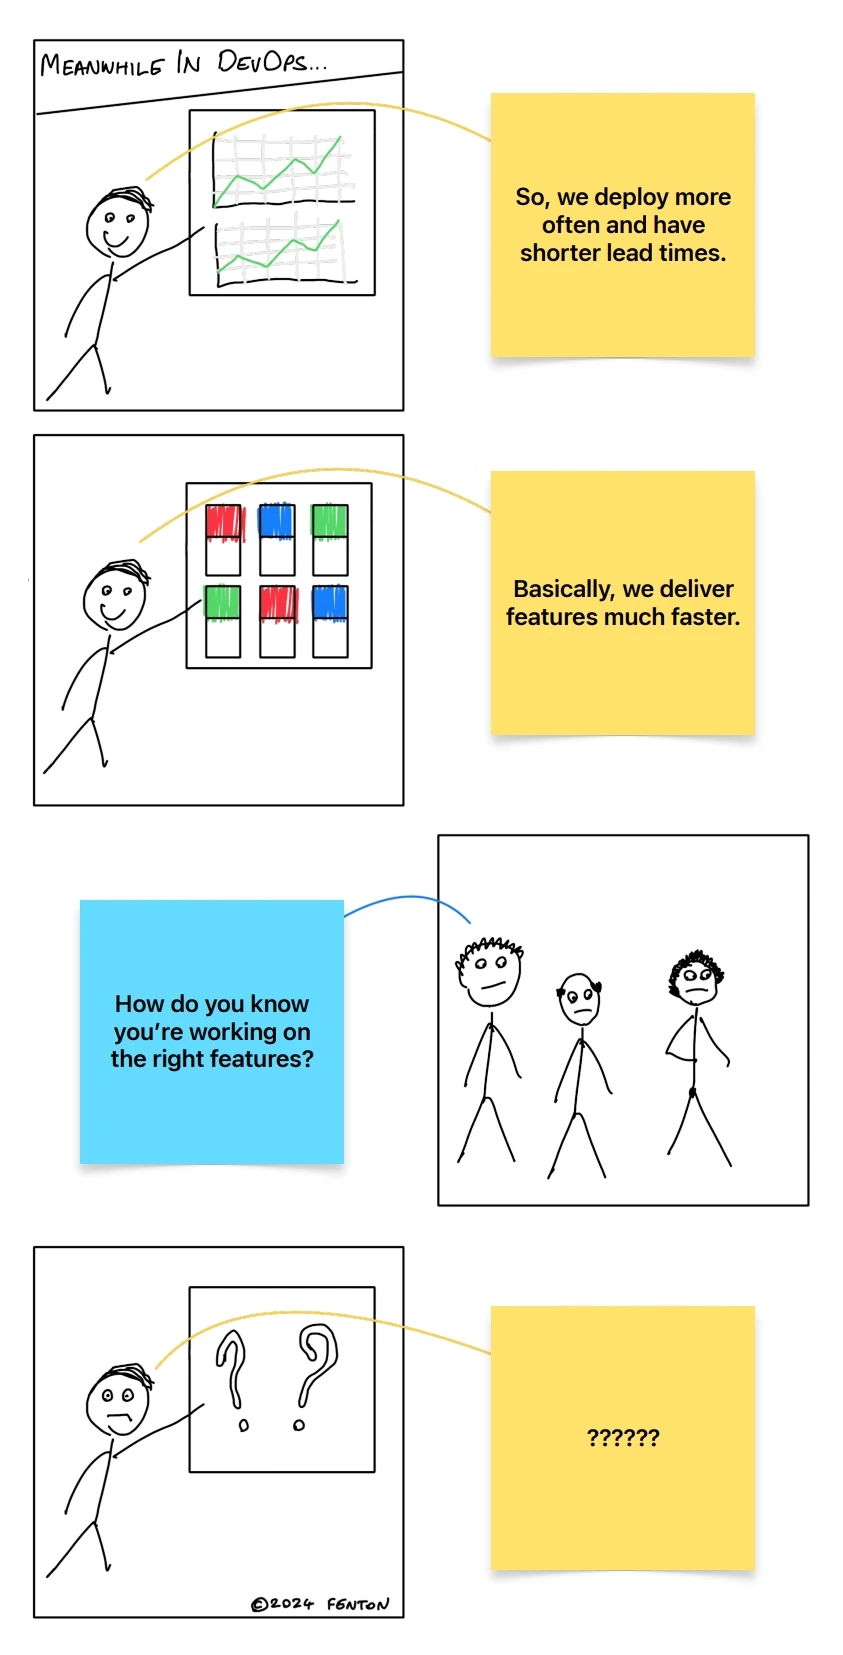 MEANWHILE IN DEVOPS...
So, we deploy more
often and have
shorter lead times.
Basically, we deliver
features much faster.
How do you know
you’re working on
the right features?
? ?
??????
©2024 FENTON